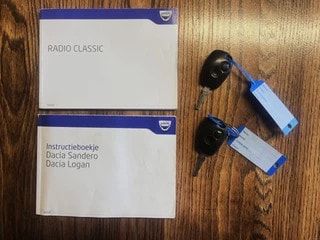 RADIO CLASSIC
Instructieboekje
Dacia Sandero
Dacia Logan